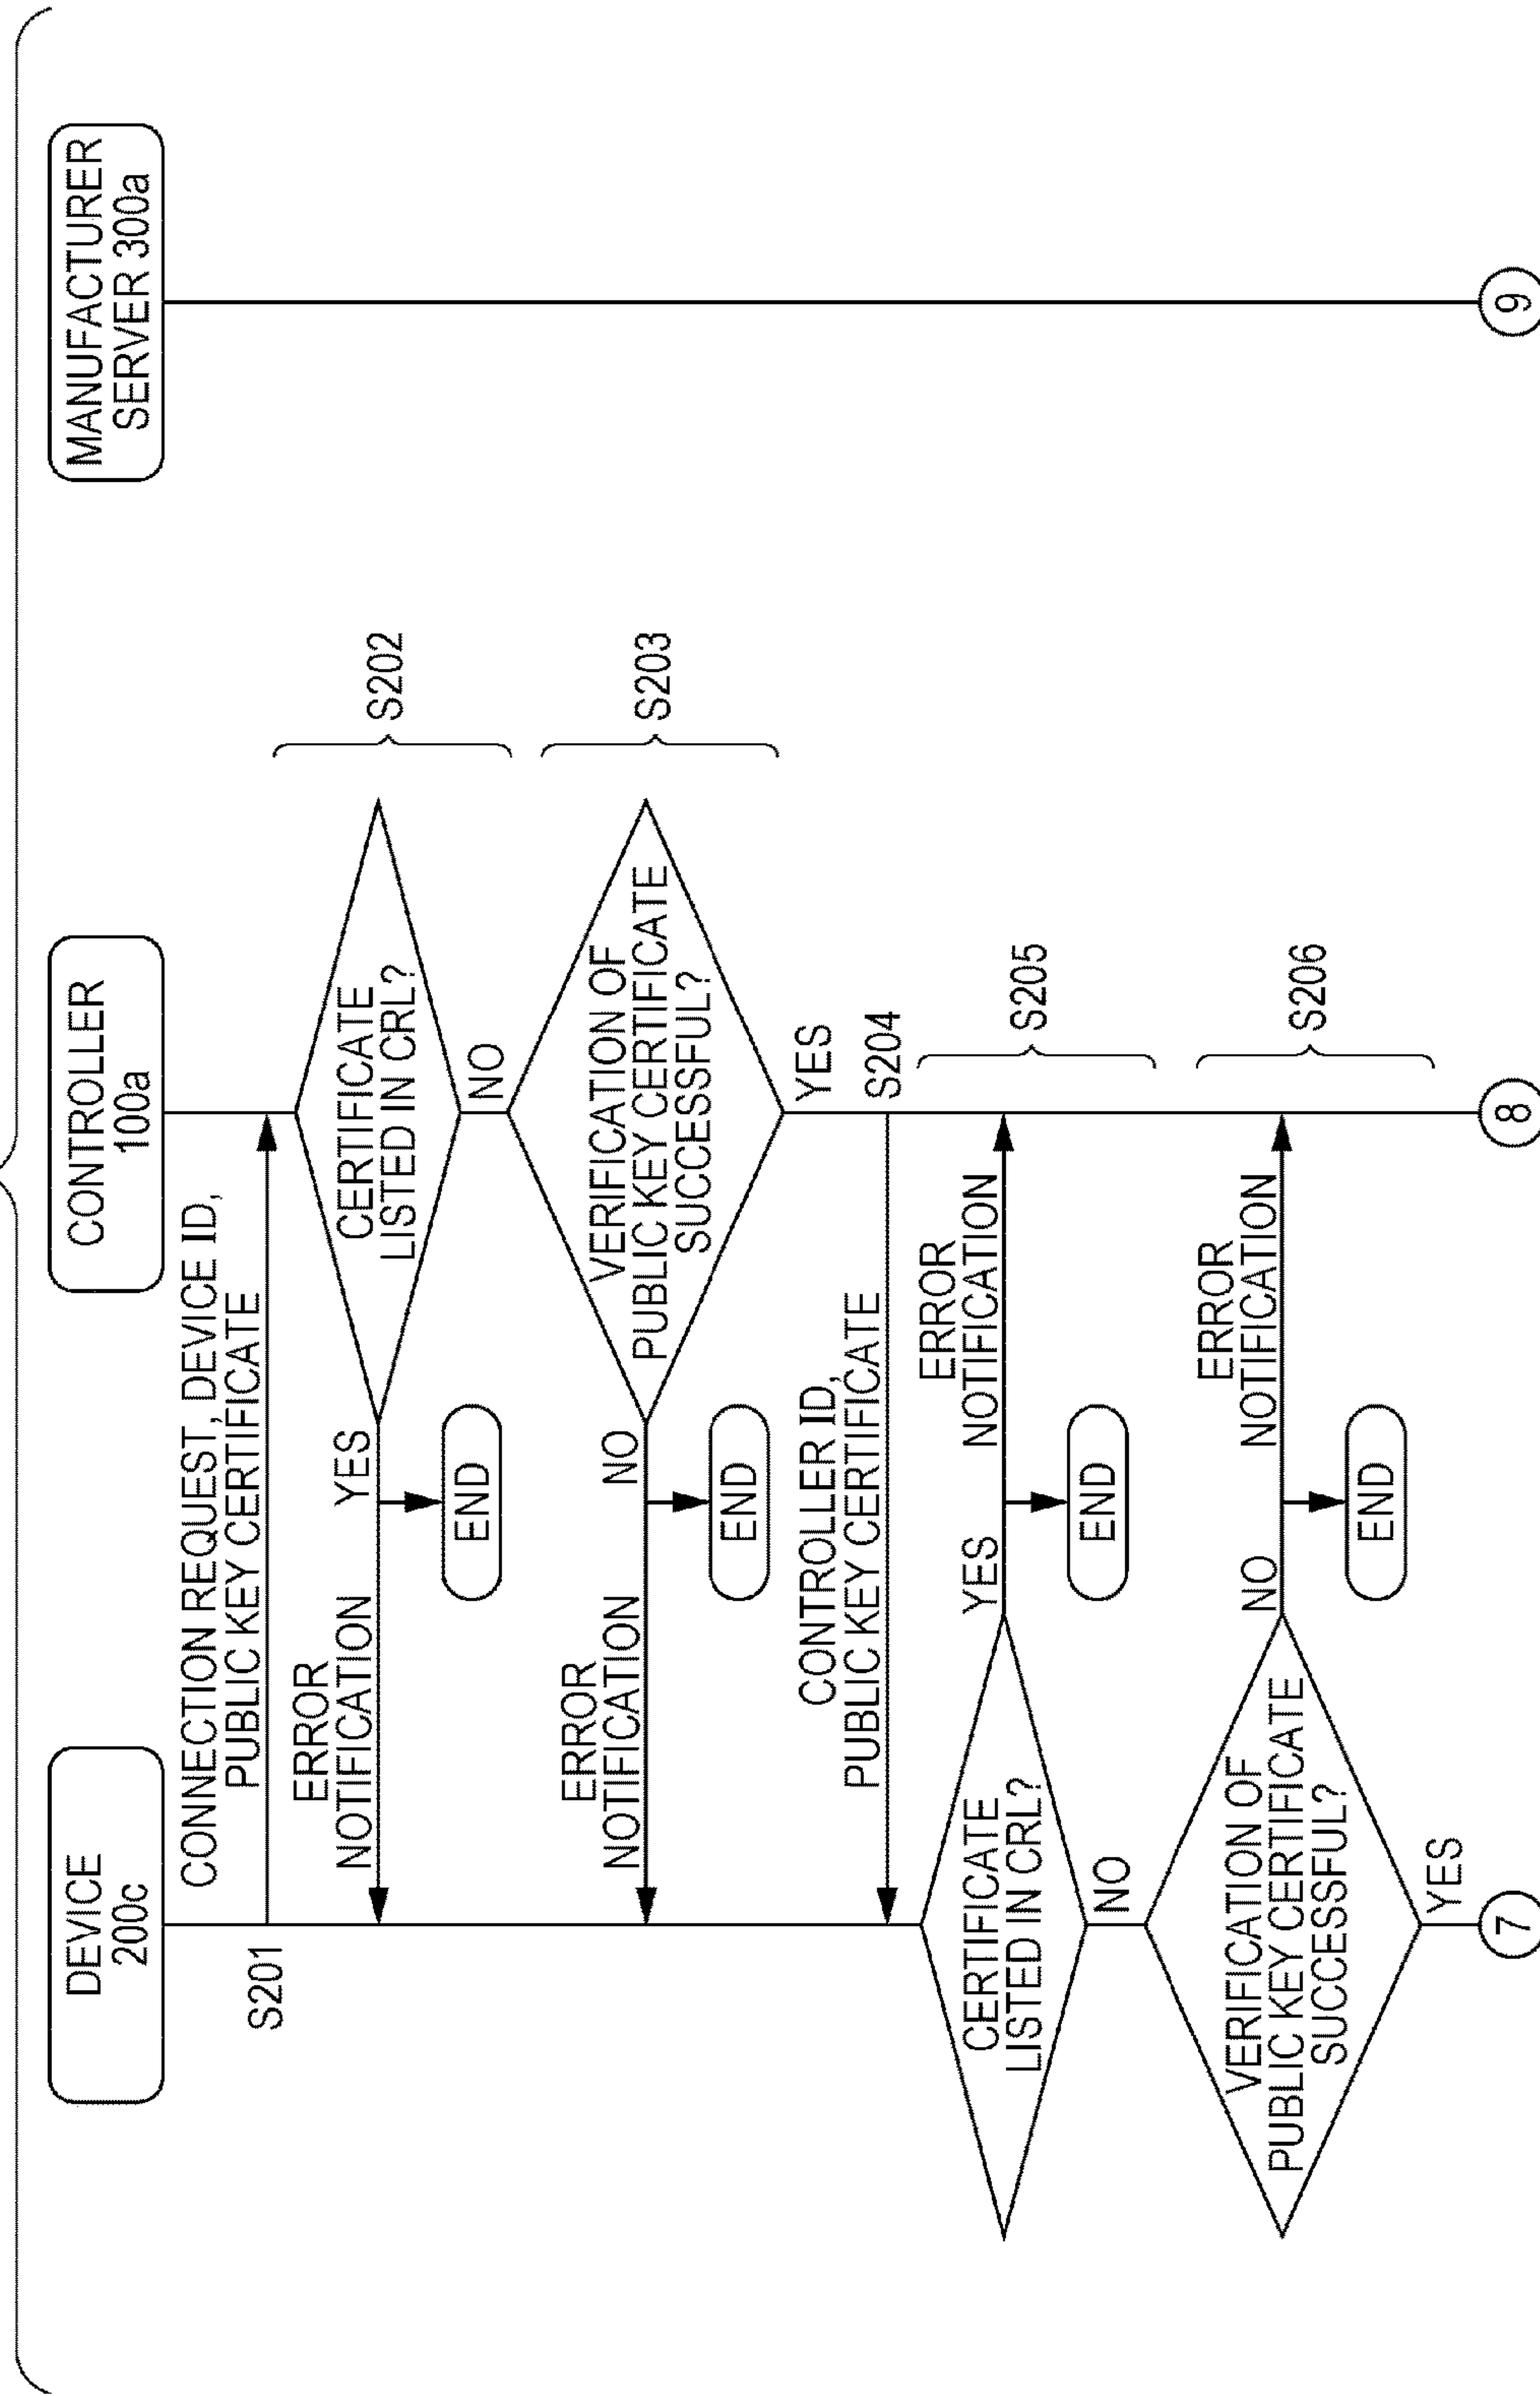 DEVICE
200c
CONTROLLER
100a
MANUFACTURER
SERVER 300a
CONNECTION REQUEST, DEVICE ID,
PUBLIC KEY CERTIFICATE
S201
CERTIFICATE
LISTED IN CRL?
S202
YES
ERROR
NOTIFICATION
END
NO
VERIFICATION OF
PUBLIC KEY CERTIFICATE
SUCCESSFUL?
S203
NO
ERROR
NOTIFICATION
END
YES
S204
CONTROLLER ID,
PUBLIC KEY CERTIFICATE
CERTIFICATE
LISTED IN CRL?
YES
ERROR
NOTIFICATION
S205
END
NO
VERIFICATION OF
PUBLIC KEY CERTIFICATE
SUCCESSFUL?
NO
ERROR
NOTIFICATION
S206
END
YES
7
8
9